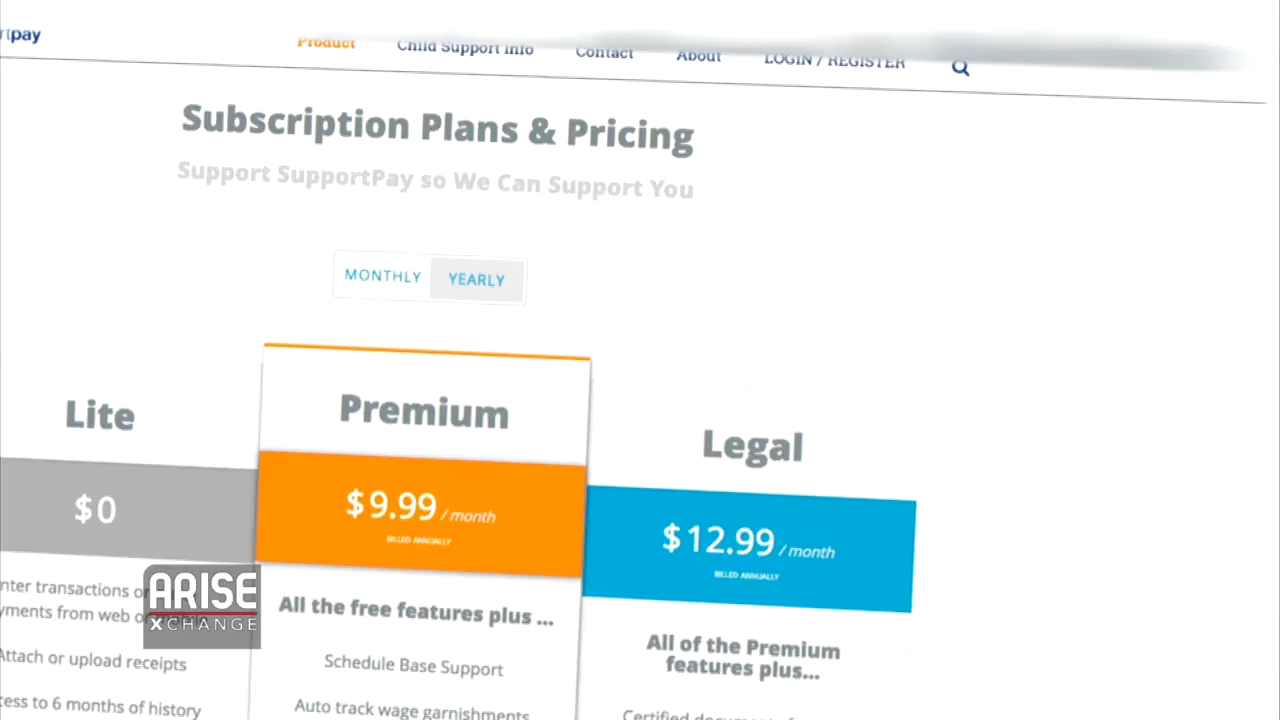 rtpay
Product Child Support Info Contact About LOGIN / REGISTER
Subscription Plans & Pricing
Support SupportPay so We Can Support You
MONTHLY YEARLY
Lite
$0
nter transactions or
yments from web o
Attach or upload receipts
cess to 6 months of history
Premium
$9.99 / month
BILLED ANNUALLY
All the free features plus ...
Schedule Base Support
Auto track wage garnishments
Legal
$12.99 / month
BILLED ANNUALLY
All of the Premium
features plus...
Certified
ARISE
XCHANGE